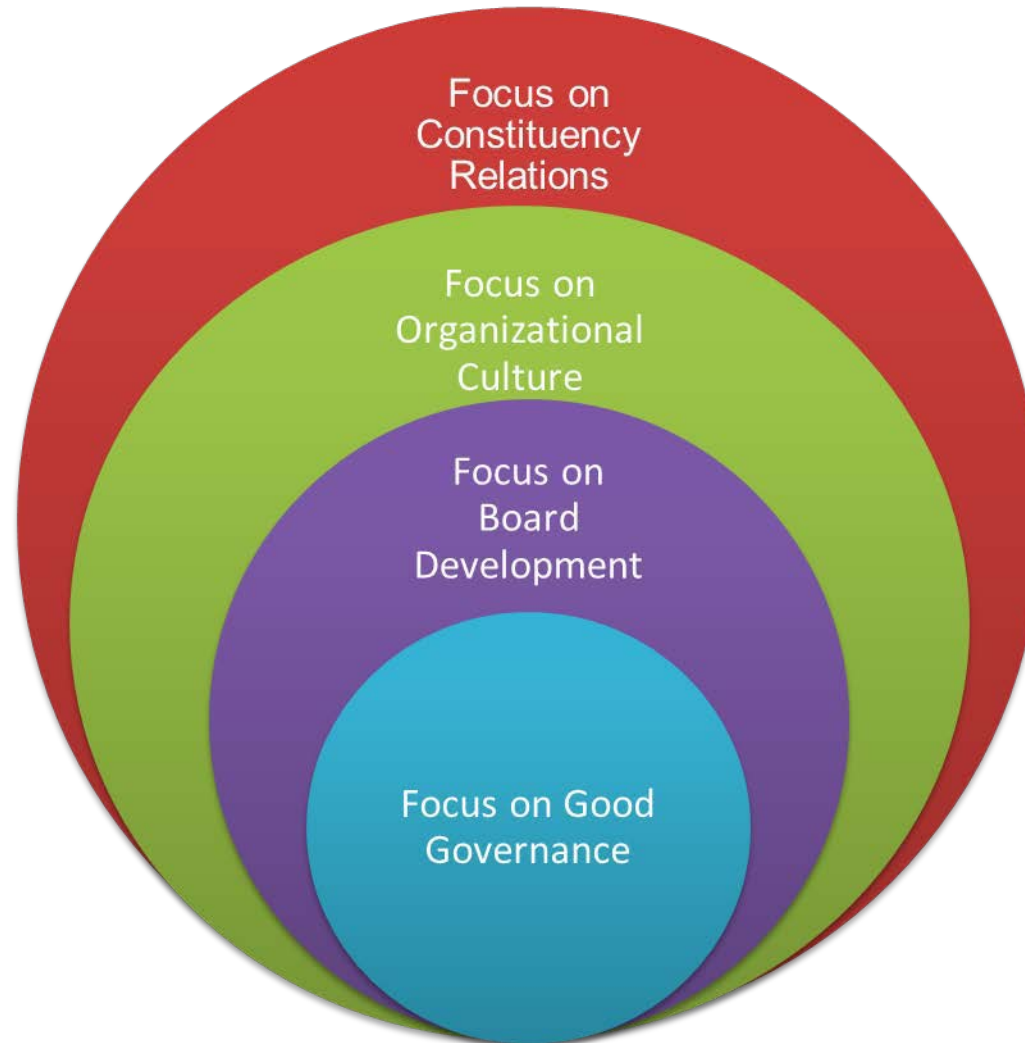 Focus on
Constituency
Relations
Focus on
Organizational
Culture
Focus on
Board
Development
Focus on Good
Governance